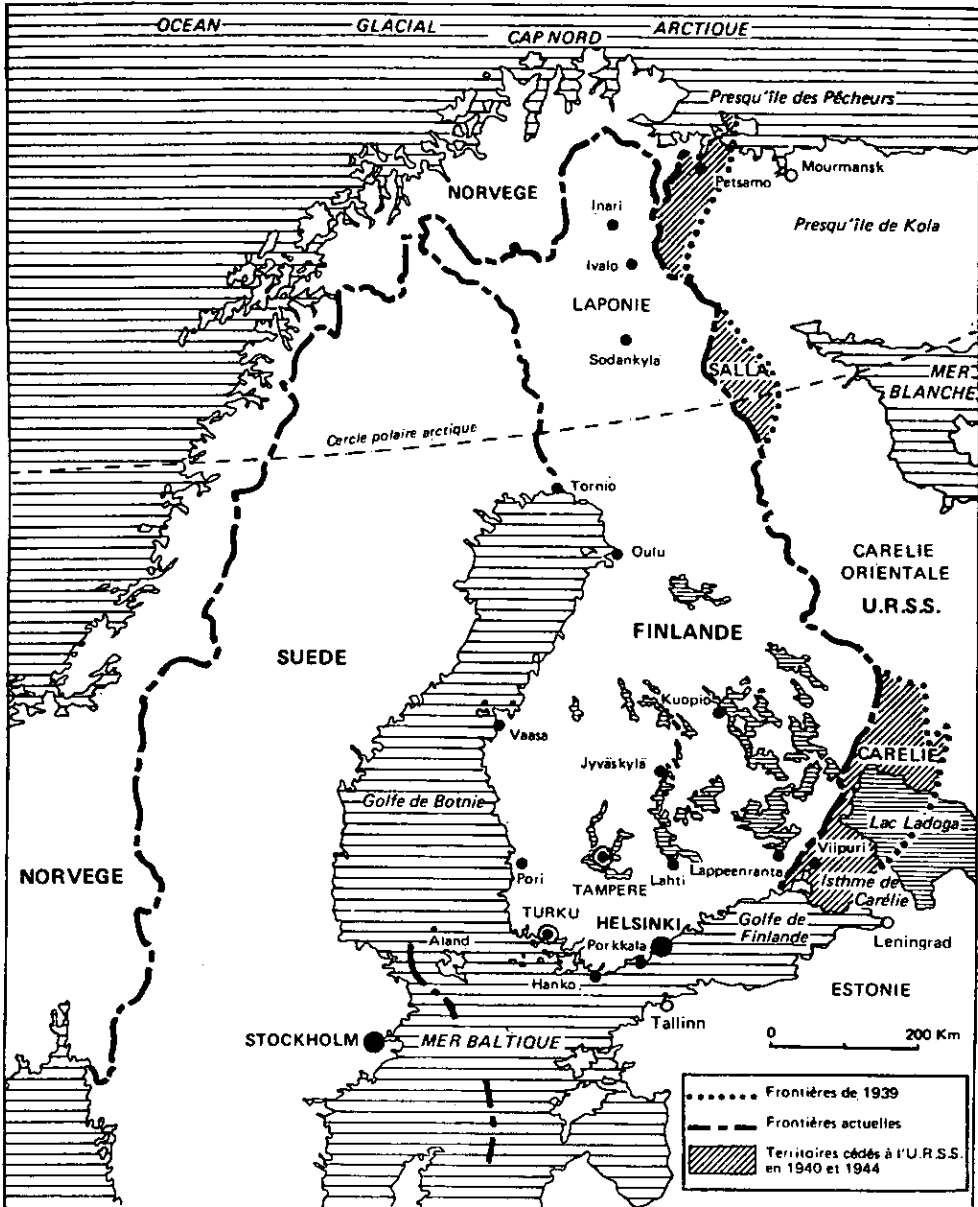 OCEAN GLACIAL ARCTIQUE
CAP NORD
Presqu'île des Pêcheurs
Mourmansk
Petsamo
NORVEGE
Inari
Presqu'île de Kola
Ivalo
LAPONIE
Sodankylä
SALLA
MER
BLANCHE
Cercle polaire arctique
Tornio
Oulu
CARELIE
ORIENTALE
U.R.S.S.
FINLANDE
SUEDE
Kuopio
Vaasa
CARELIE
Jyväskylä
Golfe de Botnie
Lac Ladoga
Viipuri
NORVEGE
Pori
TAMPERE
Lahti
Lappeenranta
Isthme de
Carélie
TURKU
HELSINKI
Golfe de
Finlande
Leningrad
Åland
Porkkala
Hanko
ESTONIE
Tallinn
STOCKHOLM
MER BALTIQUE
0 200 Km
Frontières de 1939
Frontières actuelles
Territoires cédés à l'U.R.S.S.
en 1940 et 1944